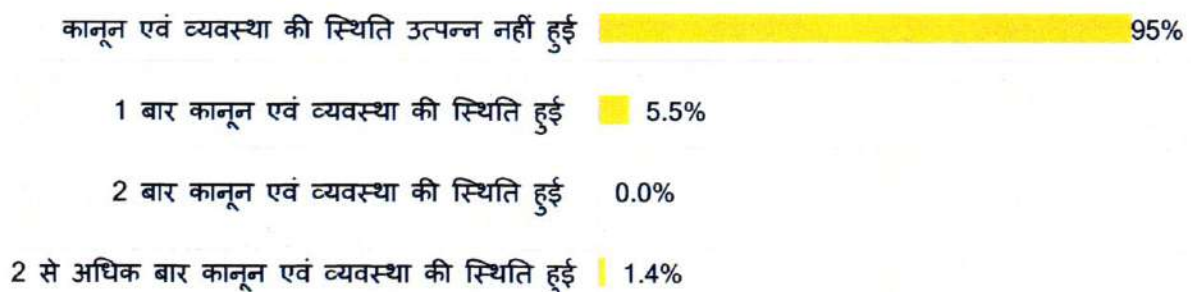 कानून एवं व्यवस्था की स्थिति उत्पन्न नहीं हुई 95%
1 बार कानून एवं व्यवस्था की स्थिति हुई 5.5%
2 बार कानून एवं व्यवस्था की स्थिति हुई 0.0%
2 से अधिक बार कानून एवं व्यवस्था की स्थिति हुई 1.4%